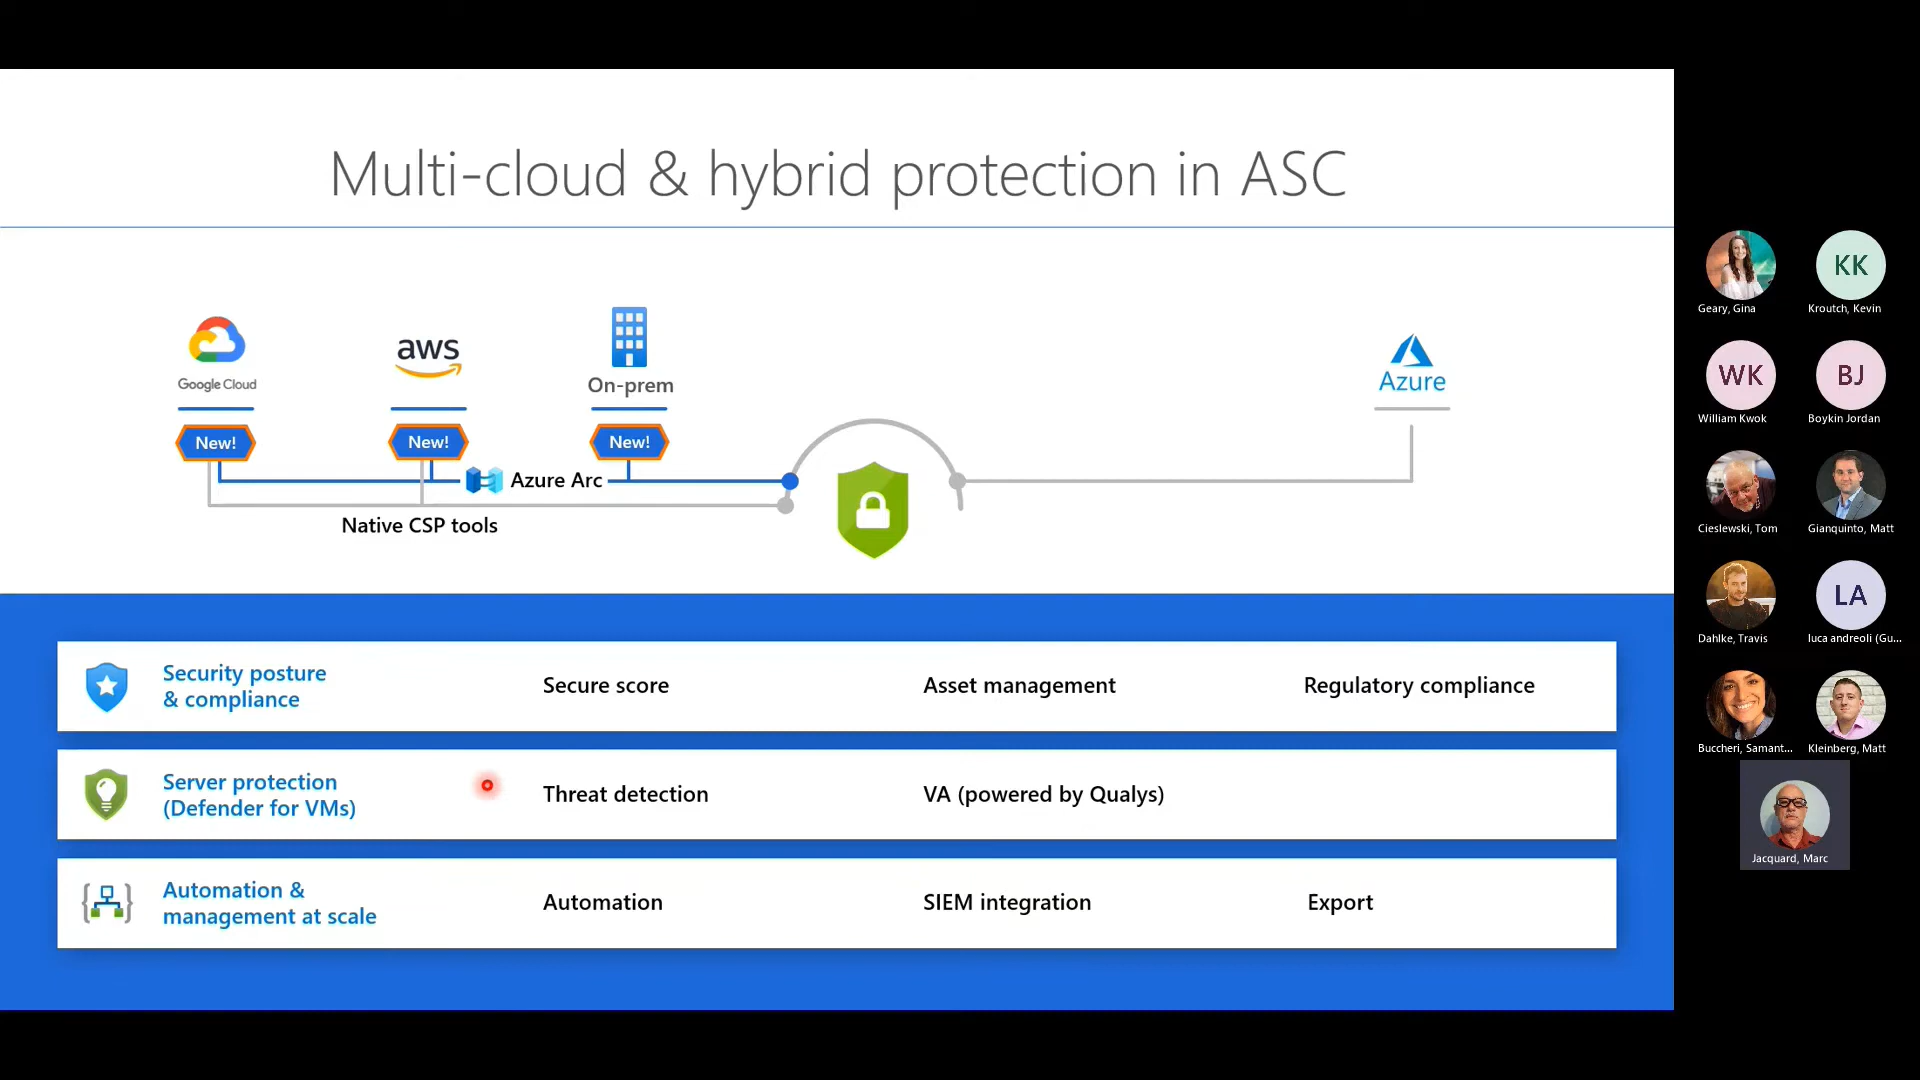 Multi-cloud & hybrid protection in ASC
Google Cloud
aws
On-prem
Azure
New!
New!
New!
Azure Arc
Native CSP tools
Security posture
& compliance
Secure score
Asset management
Regulatory compliance
Server protection
(Defender for VMs)
Threat detection
VA (powered by Qualys)
Automation &
management at scale
Automation
SIEM integration
Export
Geary, Gina
KK
Kroutch, Kevin
WK
William Kwok
BJ
Boykin Jordan
Cieslewski, Tom
Gianquinto, Matt
Dahlke, Travis
LA
luca andreoli (Gu...
Buccheri, Samant...
Kleinberg, Matt
Jacquard, Marc